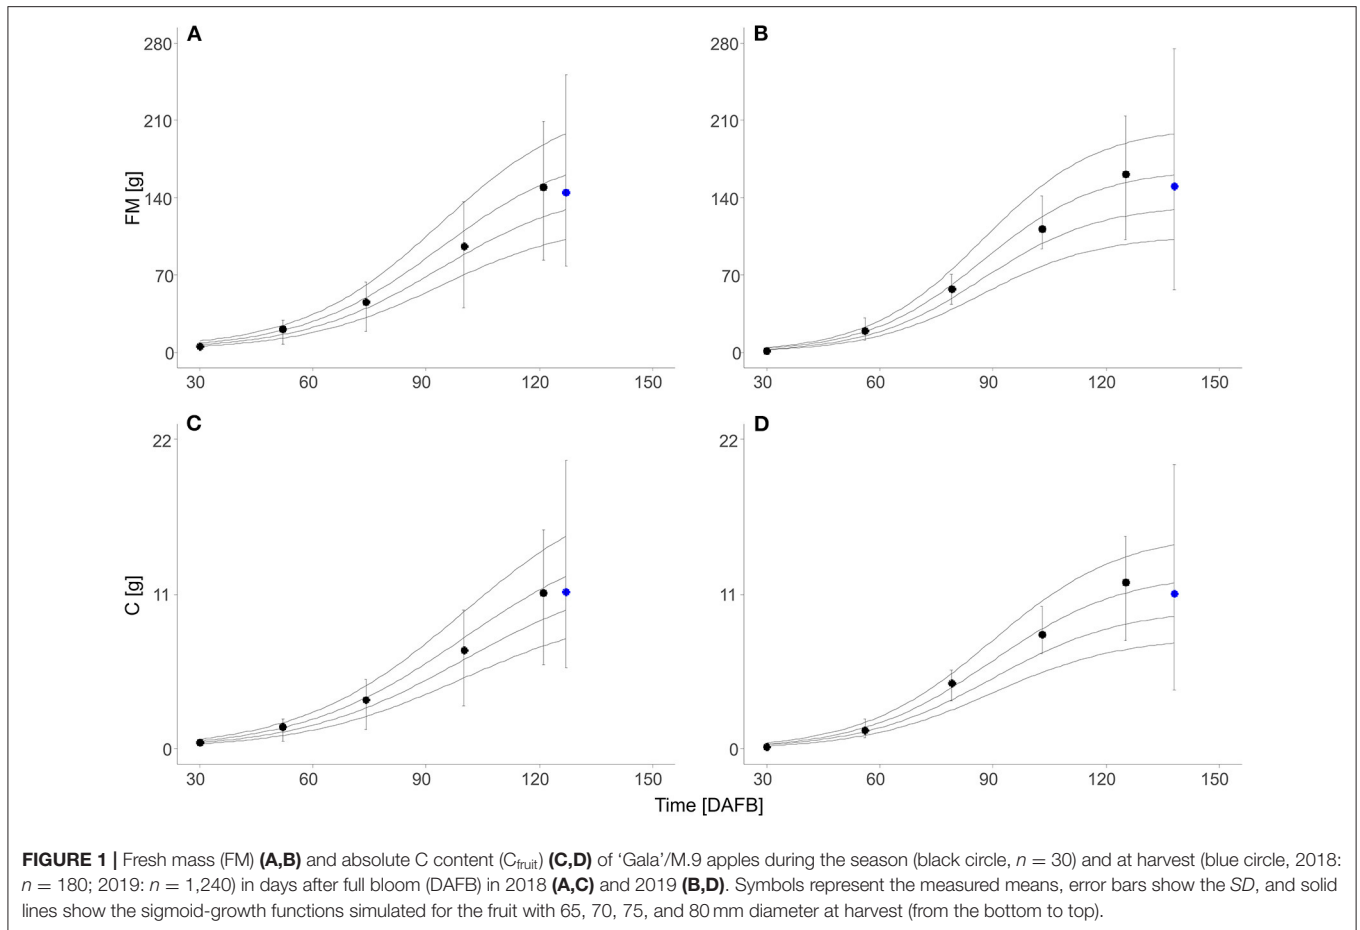 A
B
280
210
140
70
0
FM [g]
30 60 90 120 150
280
210
140
70
0
30 60 90 120 150
C
D
22
11
0
C [g]
30 60 90 120 150
22
11
0
30 60 90 120 150
Time [DAFB]
FIGURE 1 | Fresh mass (FM) (A,B) and absolute C content (Cfruit) (C,D) of ‘Gala’/M.9 apples during the season (black circle, n = 30) and at harvest (blue circle, 2018:
n = 180; 2019: n = 1,240) in days after full bloom (DAFB) in 2018 (A,C) and 2019 (B,D). Symbols represent the measured means, error bars show the SD, and solid
lines show the sigmoid-growth functions simulated for the fruit with 65, 70, 75, and 80 mm diameter at harvest (from the bottom to top).